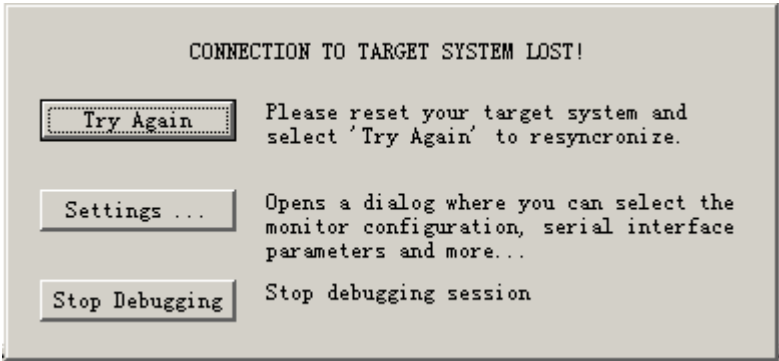 CONNECTION TO TARGET SYSTEM LOST!
Try Again
Please reset your target system and
select 'Try Again' to resyncronize.
Settings ...
Opens a dialog where you can select the
monitor configuration, serial interface
parameters and more...
Stop Debugging
Stop debugging session